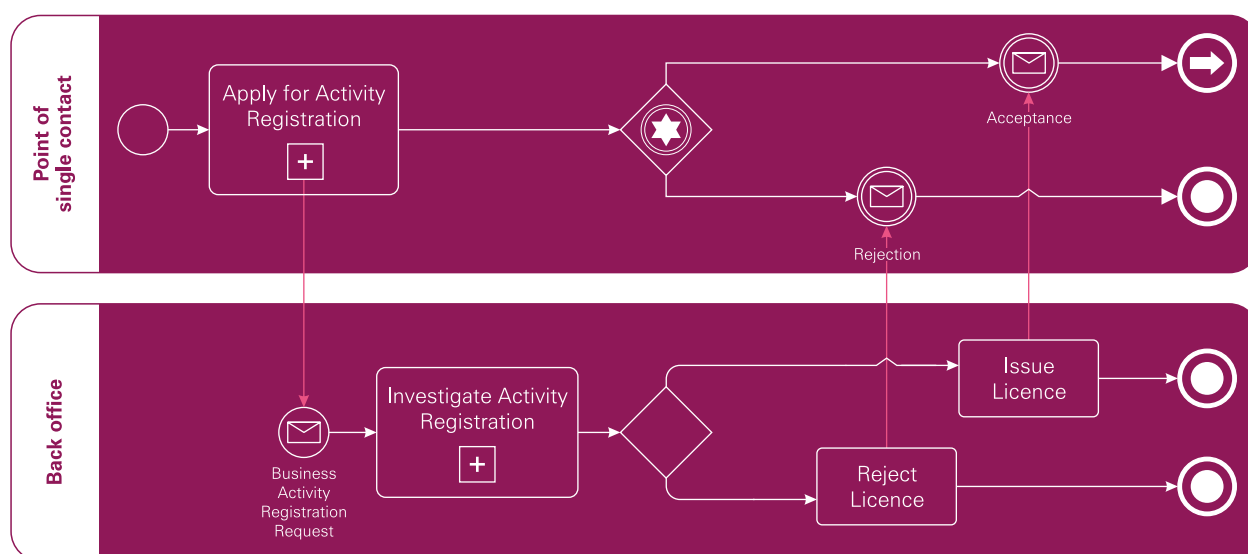 Point of
single contact
Apply for Activity
Registration
Acceptance
Rejection
Back office
Business
Activity
Registration
Request
Investigate Activity
Registration
Issue
Licence
Reject
Licence